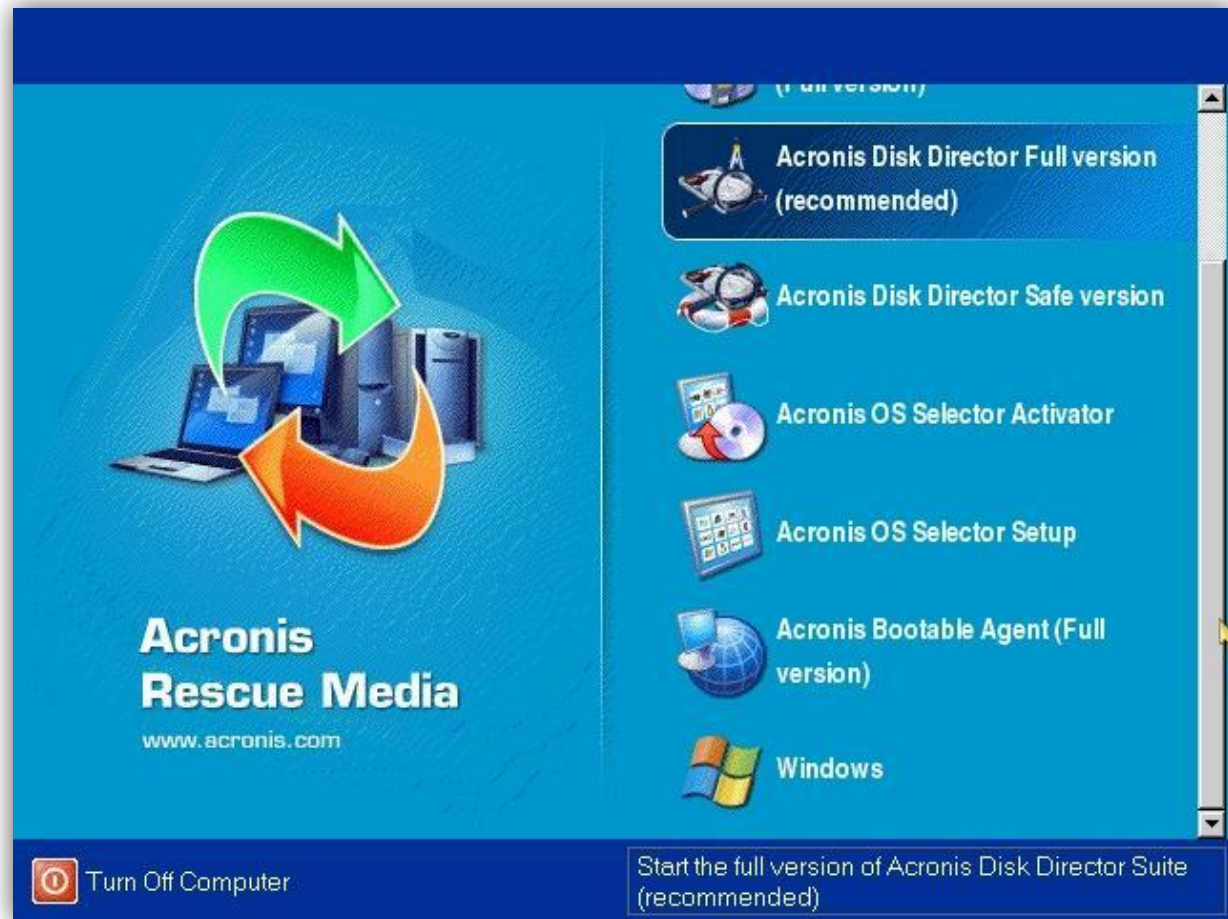 Acronis
Rescue Media
www.acronis.com
(Full version)
Acronis Disk Director Full version
(recommended)
Acronis Disk Director Safe version
Acronis OS Selector Activator
Acronis OS Selector Setup
Acronis Bootable Agent (Full
version)
Windows
Turn Off Computer
Start the full version of Acronis Disk Director Suite
(recommended)